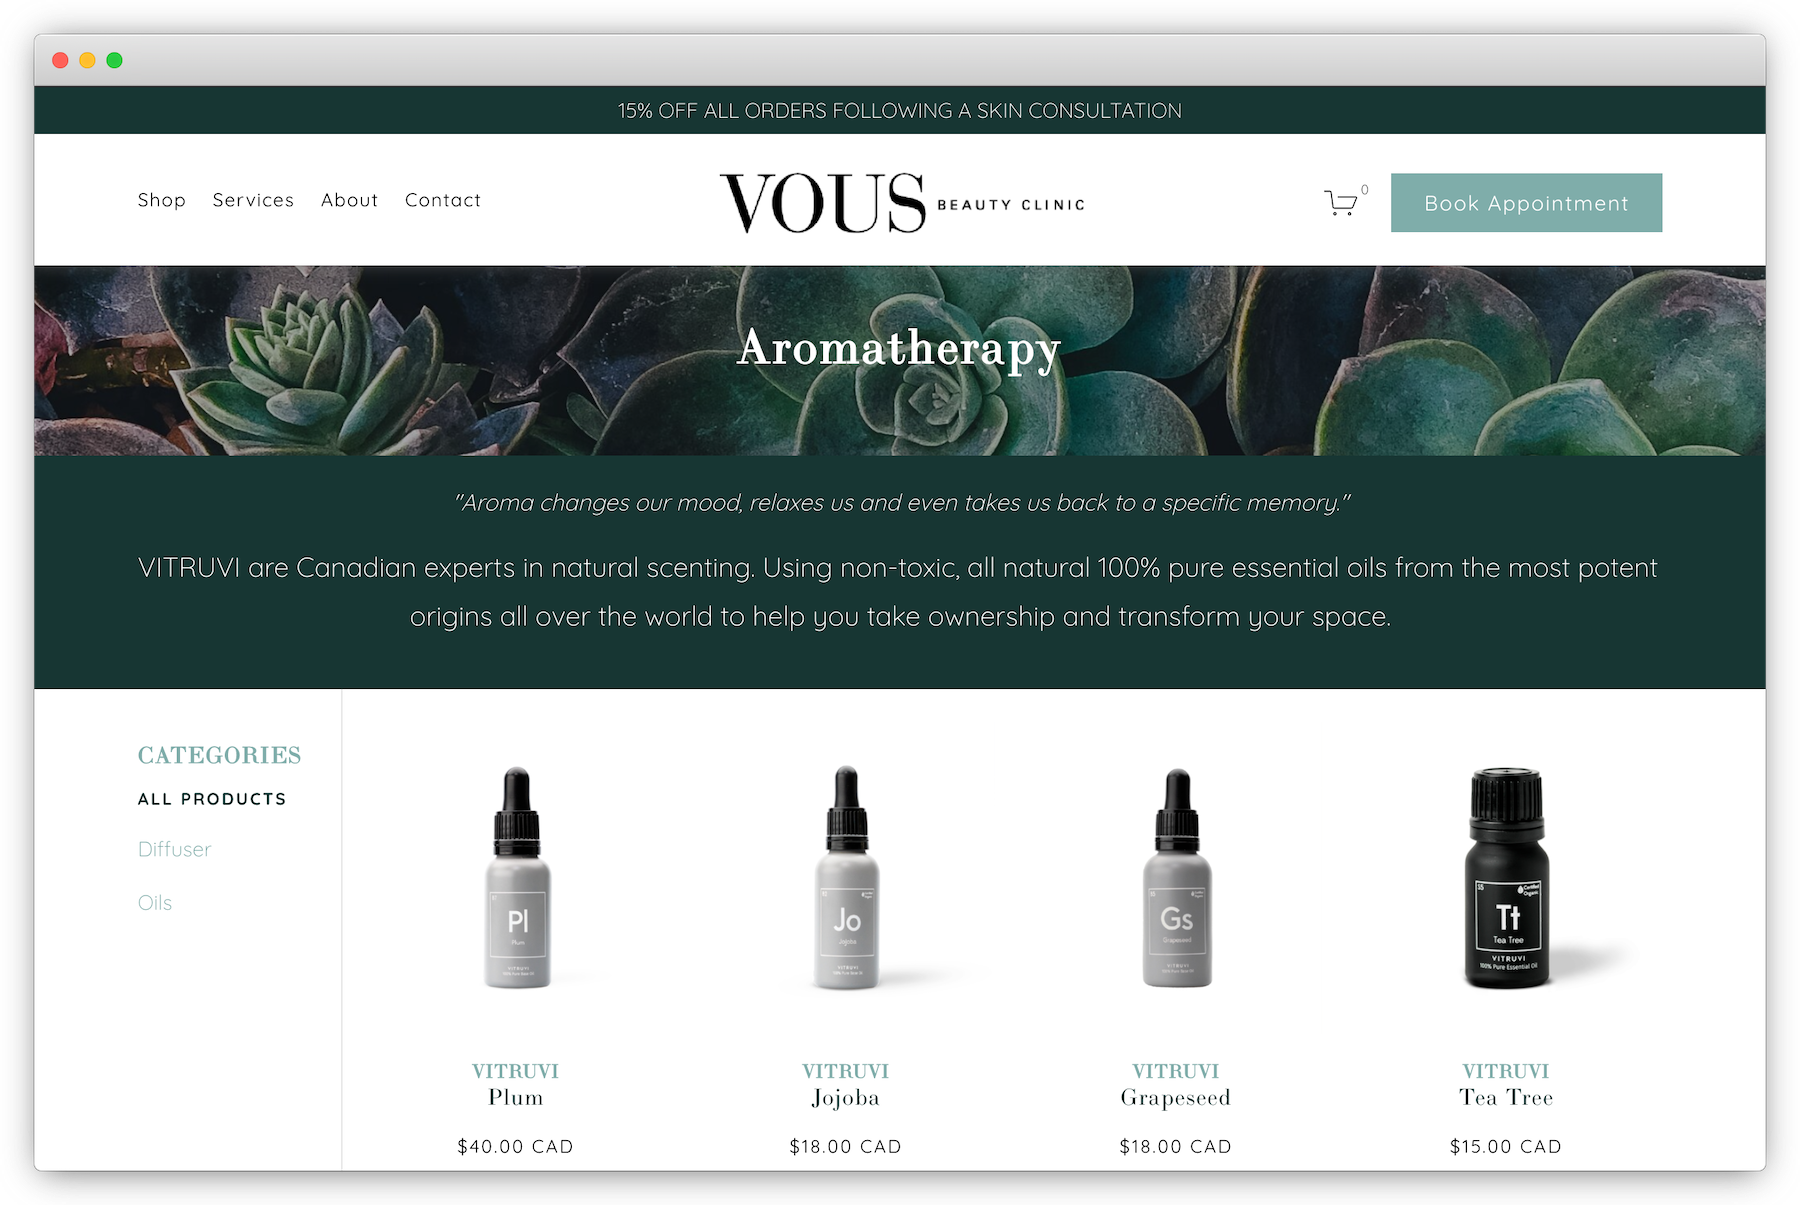 15% OFF ALL ORDERS FOLLOWING A SKIN CONSULTATION
Shop Services About Contact
VOUS BEAUTY CLINIC
0
Book Appointment
Aromatherapy
"Aroma changes our mood, relaxes us and even takes us back to a specific memory."
VITRUVI are Canadian experts in natural scenting. Using non-toxic, all natural 100% pure essential oils from the most potent
origins all over the world to help you take ownership and transform your space.
CATEGORIES
ALL PRODUCTS
Diffuser
Oils
Pl
Plum
VITRUVI
Jo
Jojoba
VITRUVI
Gs
Grapeseed
VITRUVI
Certified
Organic
Tt
Tea Tree
VITRUVI
100% Pure Essential Oil
VITRUVI
Plum
$40.00 CAD
VITRUVI
Jojoba
$18.00 CAD
VITRUVI
Grapeseed
$18.00 CAD
VITRUVI
Tea Tree
$15.00 CAD